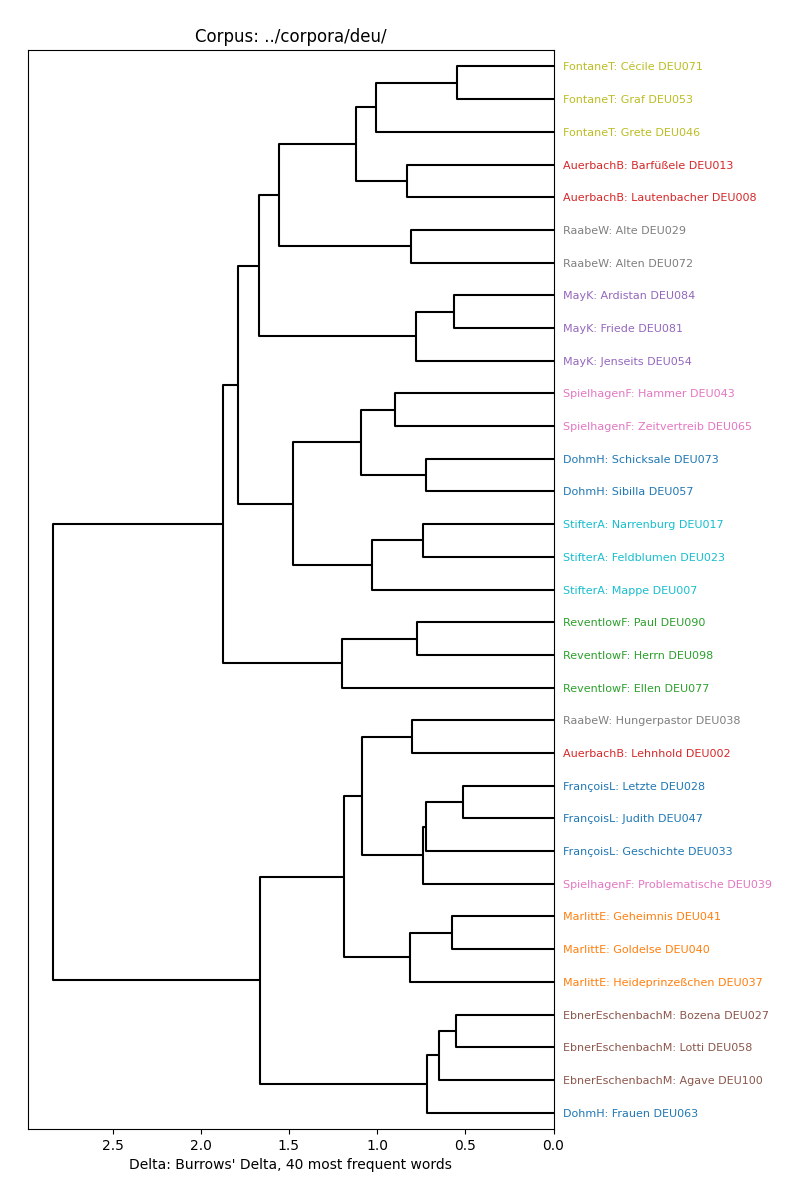 Corpus: ../corpora/deu/
FontaneT: Cécile DEU071
FontaneT: Graf DEU053
FontaneT: Grete DEU046
AuerbachB: Barfüßele DEU013
AuerbachB: Lautenbacher DEU008
RaabeW: Alte DEU029
RaabeW: Alten DEU072
MayK: Ardistan DEU084
MayK: Friede DEU081
MayK: Jenseits DEU054
SpielhagenF: Hammer DEU043
SpielhagenF: Zeitvertreib DEU065
DohmH: Schicksale DEU073
DohmH: Sibilla DEU057
StifterA: Narrenburg DEU017
StifterA: Feldblumen DEU023
StifterA: Mappe DEU007
ReventlowF: Paul DEU090
ReventlowF: Herrn DEU098
ReventlowF: Ellen DEU077
RaabeW: Hungerpastor DEU038
AuerbachB: Lehnhold DEU002
FrançoisL: Letzte DEU028
FrançoisL: Judith DEU047
FrançoisL: Geschichte DEU033
SpielhagenF: Problematische DEU039
MarlittE: Geheimnis DEU041
MarlittE: Goldelse DEU040
MarlittE: Heideprinzeßchen DEU037
EbnerEschenbachM: Bozena DEU027
EbnerEschenbachM: Lotti DEU058
EbnerEschenbachM: Agave DEU100
DohmH: Frauen DEU063
2.5 2.0 1.5 1.0 0.5 0.0
Delta: Burrows' Delta, 40 most frequent words